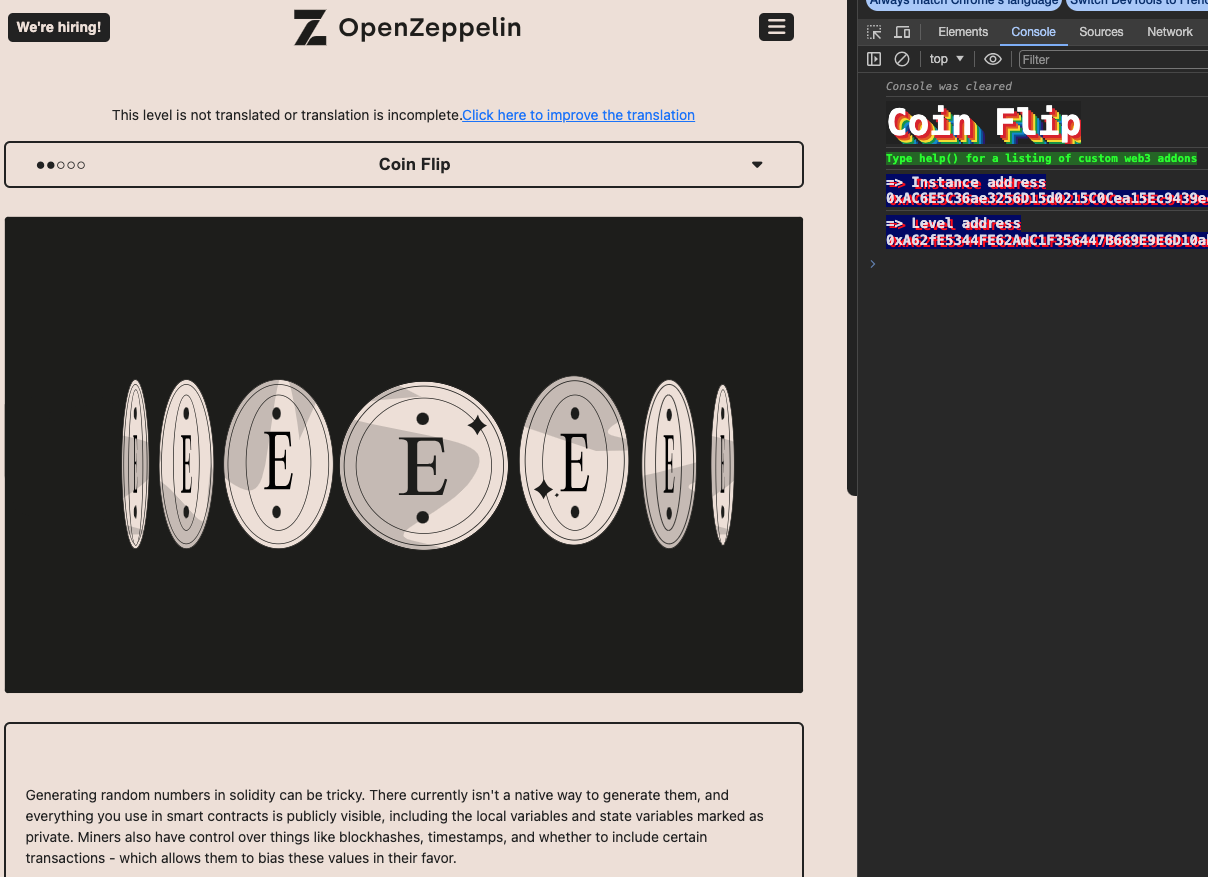 We're hiring!
OpenZeppelin
This level is not translated or translation is incomplete.Click here to improve the translation
Coin Flip
E E E E E E E
Generating random numbers in solidity can be tricky. There currently isn't a native way to generate them, and
everything you use in smart contracts is publicly visible, including the local variables and state variables marked as
private. Miners also have control over things like blockhashes, timestamps, and whether to include certain
transactions - which allows them to bias these values in their favor.
Always match Chrome's language Switch DevTools to
Elements Console Sources Network
top Filter
Console was cleared
Coin Flip
Type help() for a listing of custom web3 addons
=> Instance address
0xAC6E5C36ae3256D15d0215C0Cea15Ec9439e
=> Level address
0xA62fE5344FE62AdC1F356447B669E9E6D10a